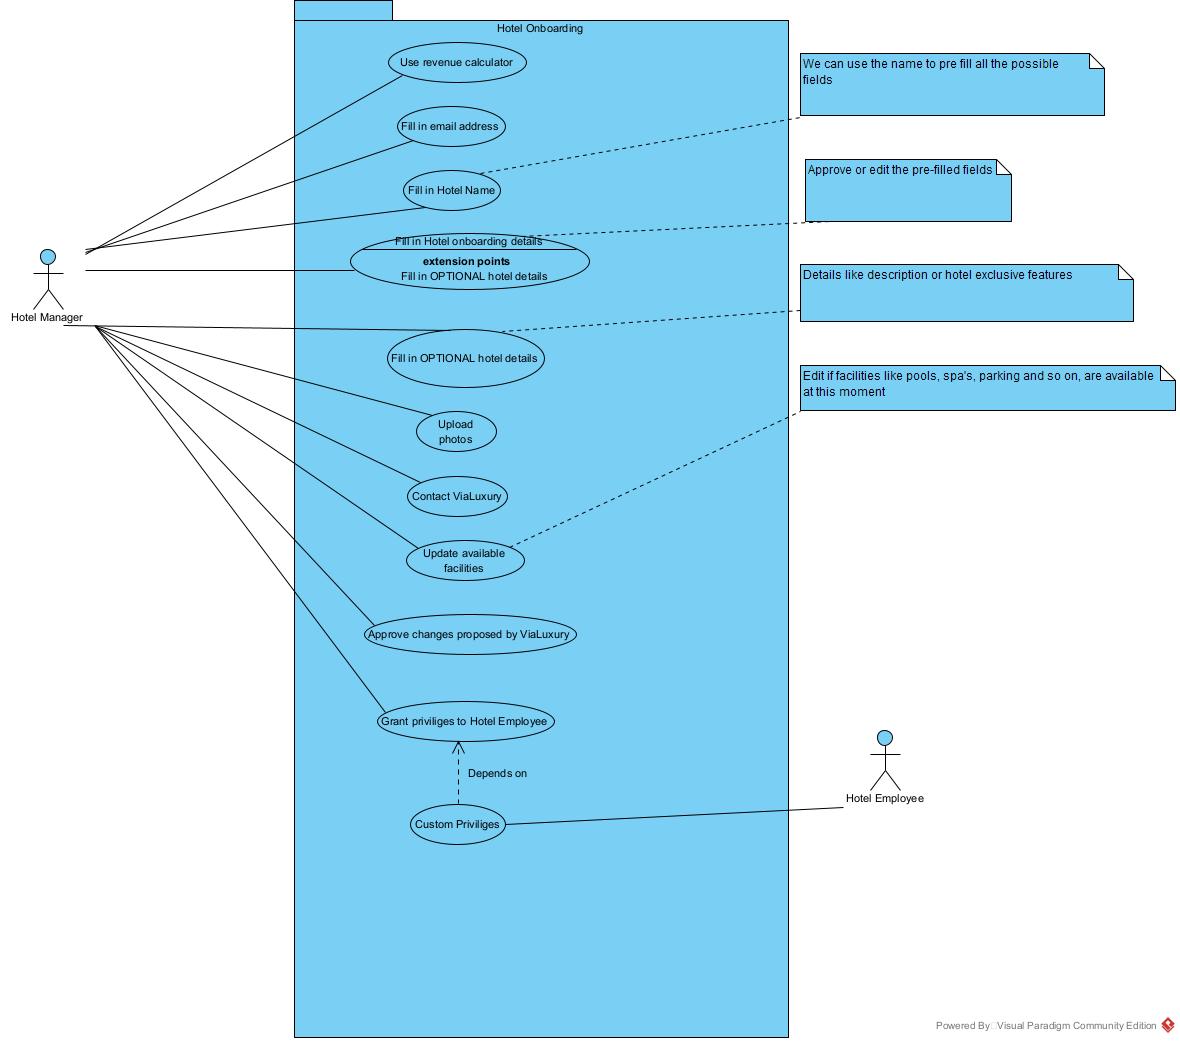 Hotel Onboarding
Use revenue calculator
We can use the name to pre fill all the possible
fields
Fill in email address
Fill in Hotel Name
Approve or edit the pre-filled fields
Fill in Hotel onboarding details
extension points
Fill in OPTIONAL hotel details
Details like description or hotel exclusive features
Hotel Manager
Fill in OPTIONAL hotel details
Edit if facilities like pools, spa's, parking and so on, are available
at this moment
Upload
photos
Contact ViaLuxury
Update available
facilities
Approve changes proposed by ViaLuxury
Grant priviliges to Hotel Employee
Depends on
Hotel Employee
Custom Priviliges
Powered By Visual Paradigm Community Edition